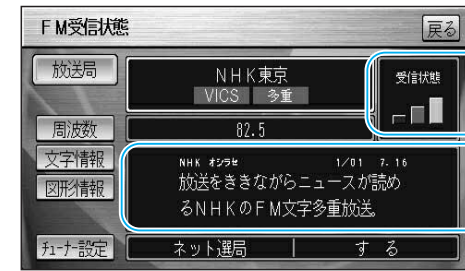 FM受信状態
戻る
放送局
NHK東京
VICS 多重
受信状態
周波数
82.5
文字情報
図形情報
NHK オシラセ 1/01 7.16
放送をききながらニュースが読め
るNHKのFM文字多重放送。
チューナー設定
ネット選局 する